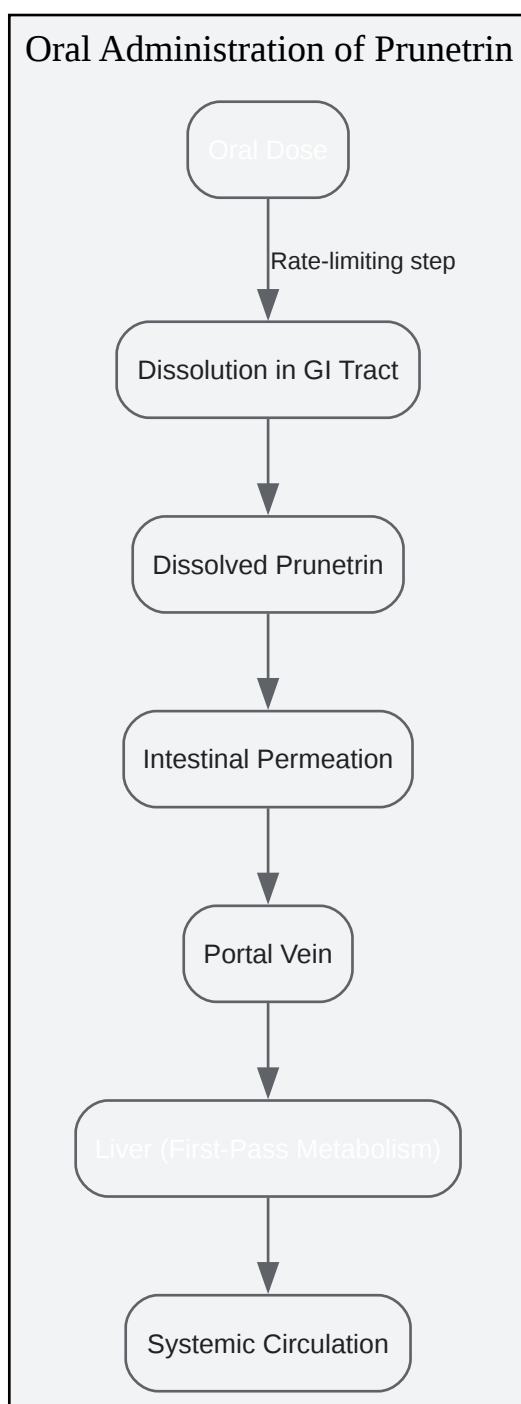 Oral Administration of Prunetrin
Oral Dose
Rate-limiting step
Dissolution in GI Tract
Dissolved Prunetrin
Intestinal Permeation
Portal Vein
Liver (First-Pass Metabolism)
Systemic Circulation